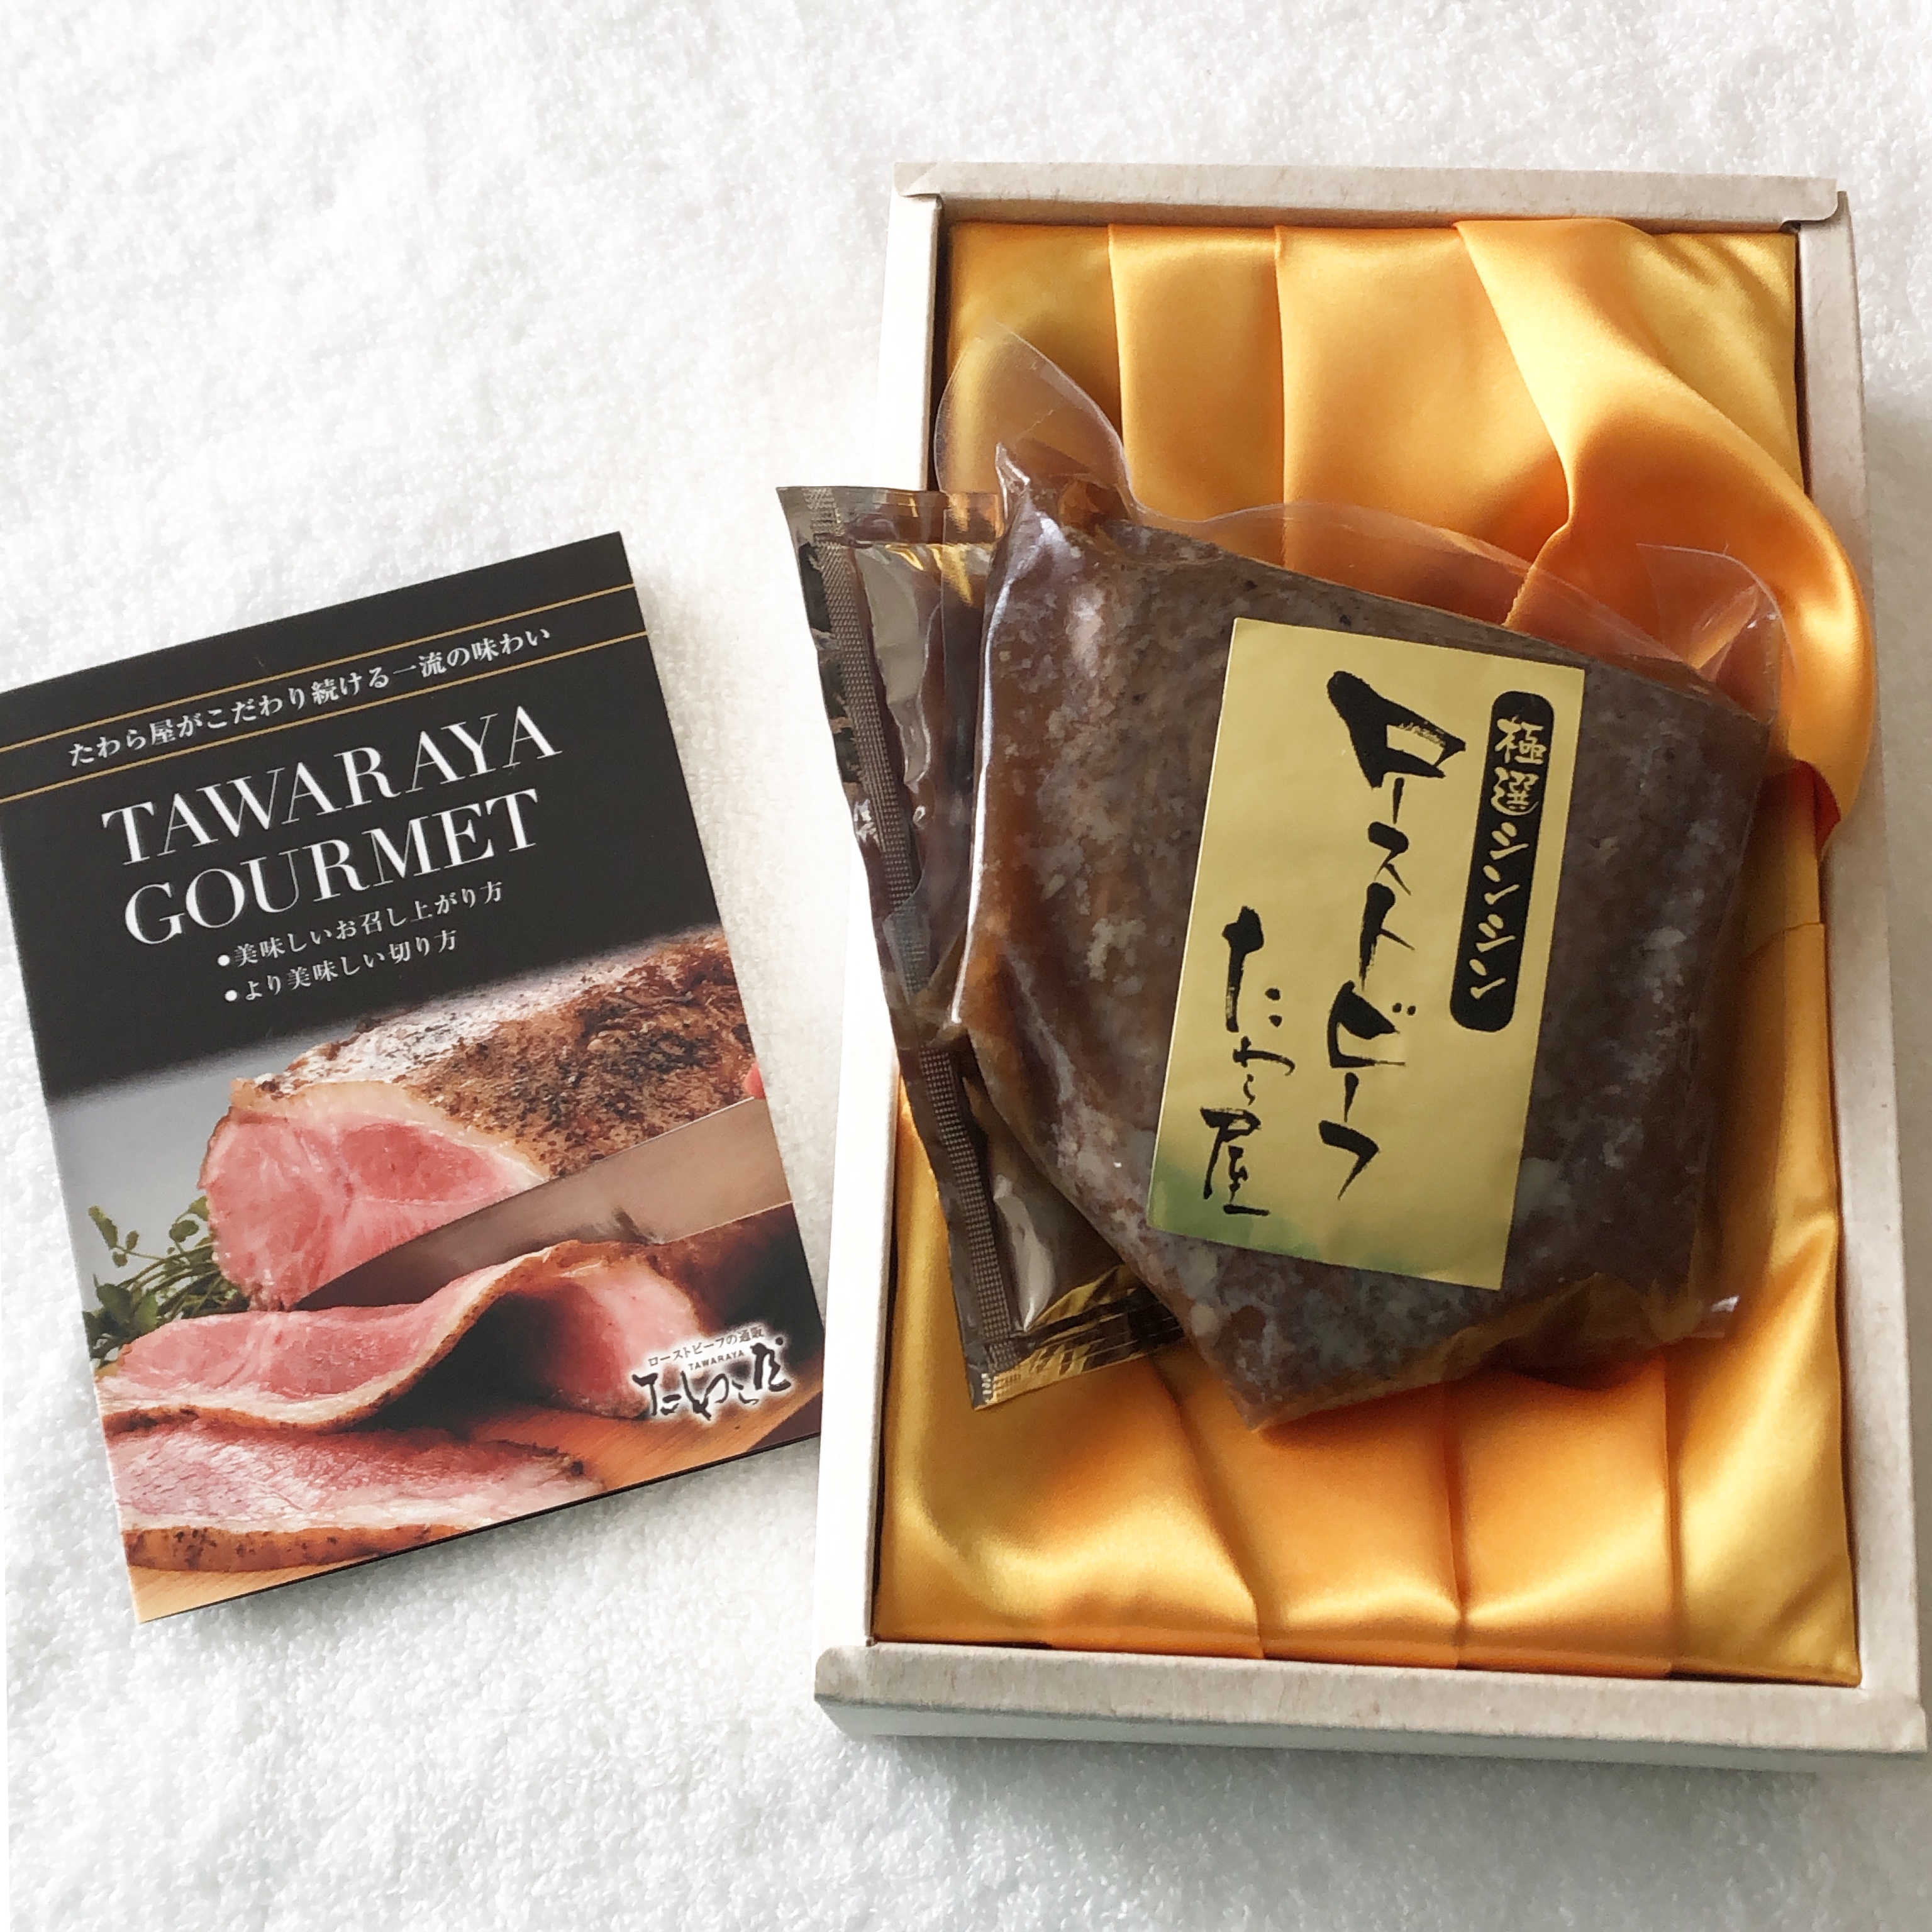 たわら屋がこだわり続ける一流の味わい
TAWARAYA
GOURMET
●美味しいお召し上がり方
●より美味しい切り方
ローストビーフの通販
TAWARAYA
たわら屋
極選シンシン
ローストビーフ
たわら屋